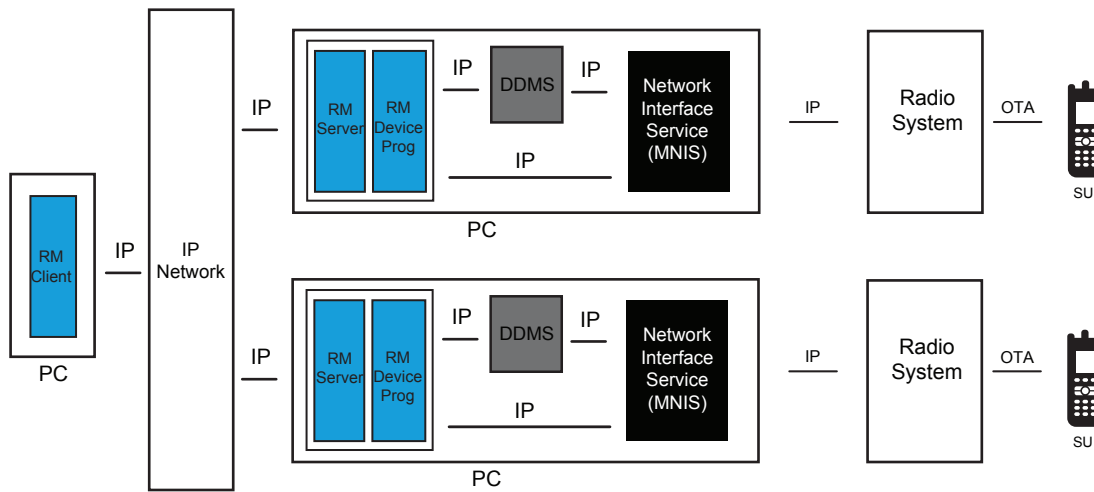 RM
Client
PC
IP
IP
Network
IP
RM
Server
RM
Device
Prog
IP
DDMS
IP
Network
Interface
Service
(MNIS)
IP
PC
IP
Radio
System
OTA
SU
IP
RM
Server
RM
Device
Prog
IP
DDMS
IP
Network
Interface
Service
(MNIS)
IP
PC
IP
Radio
System
OTA
SU